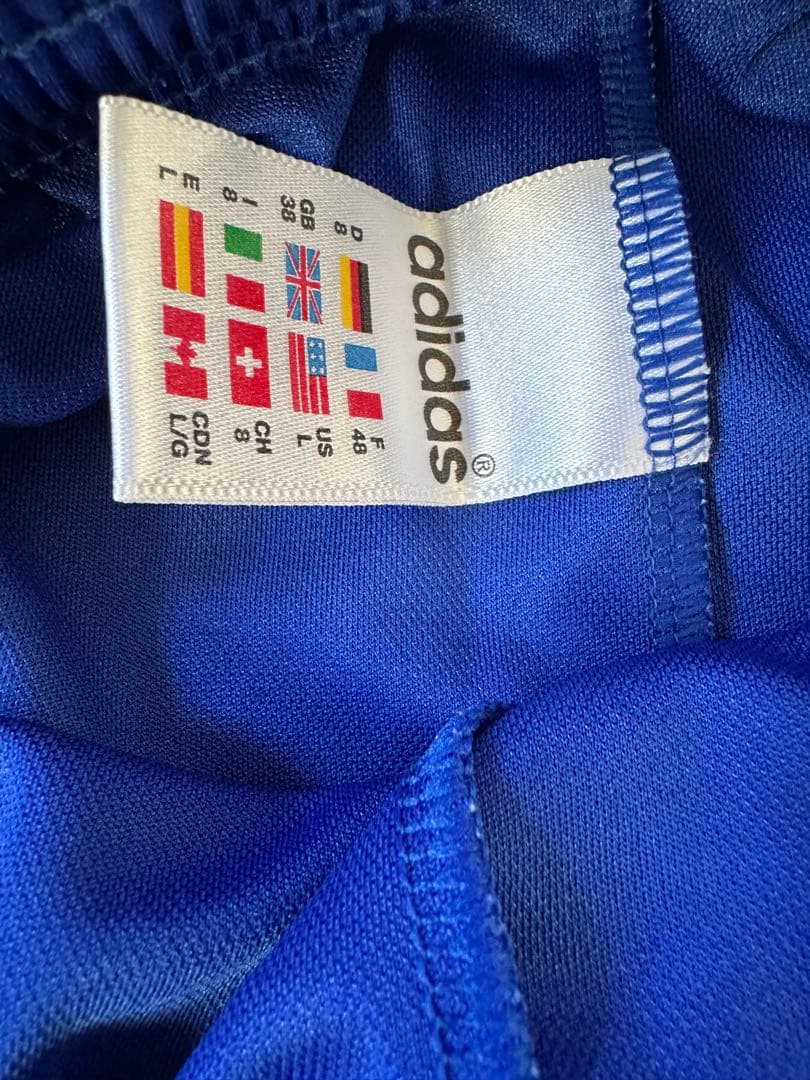 adidas®
D F
8 48
GB US
38 L
I CH
8 8
E CDN
L L/G